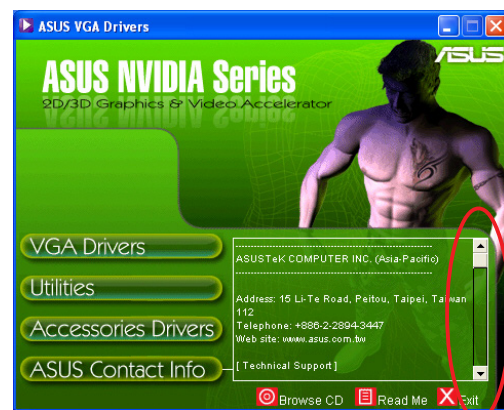 ASUS VGA Drivers
/SUS
ASUS NVIDIA Series
2D/3D Graphics & Video Accelerator
VGA Drivers
Utilities
Accessories Drivers
ASUS Contact Info
----------------------------------------------------
ASUSTeK COMPUTER INC. (Asia-Pacific)
----------------------------------------------------
Address: 15 Li-Te Road, Peitou, Taipei, Taiwan
112
Telephone: +886-2-2894-3447
Web site: www.asus.com.tw
[ Technical Support ]
Browse CD Read Me Exit